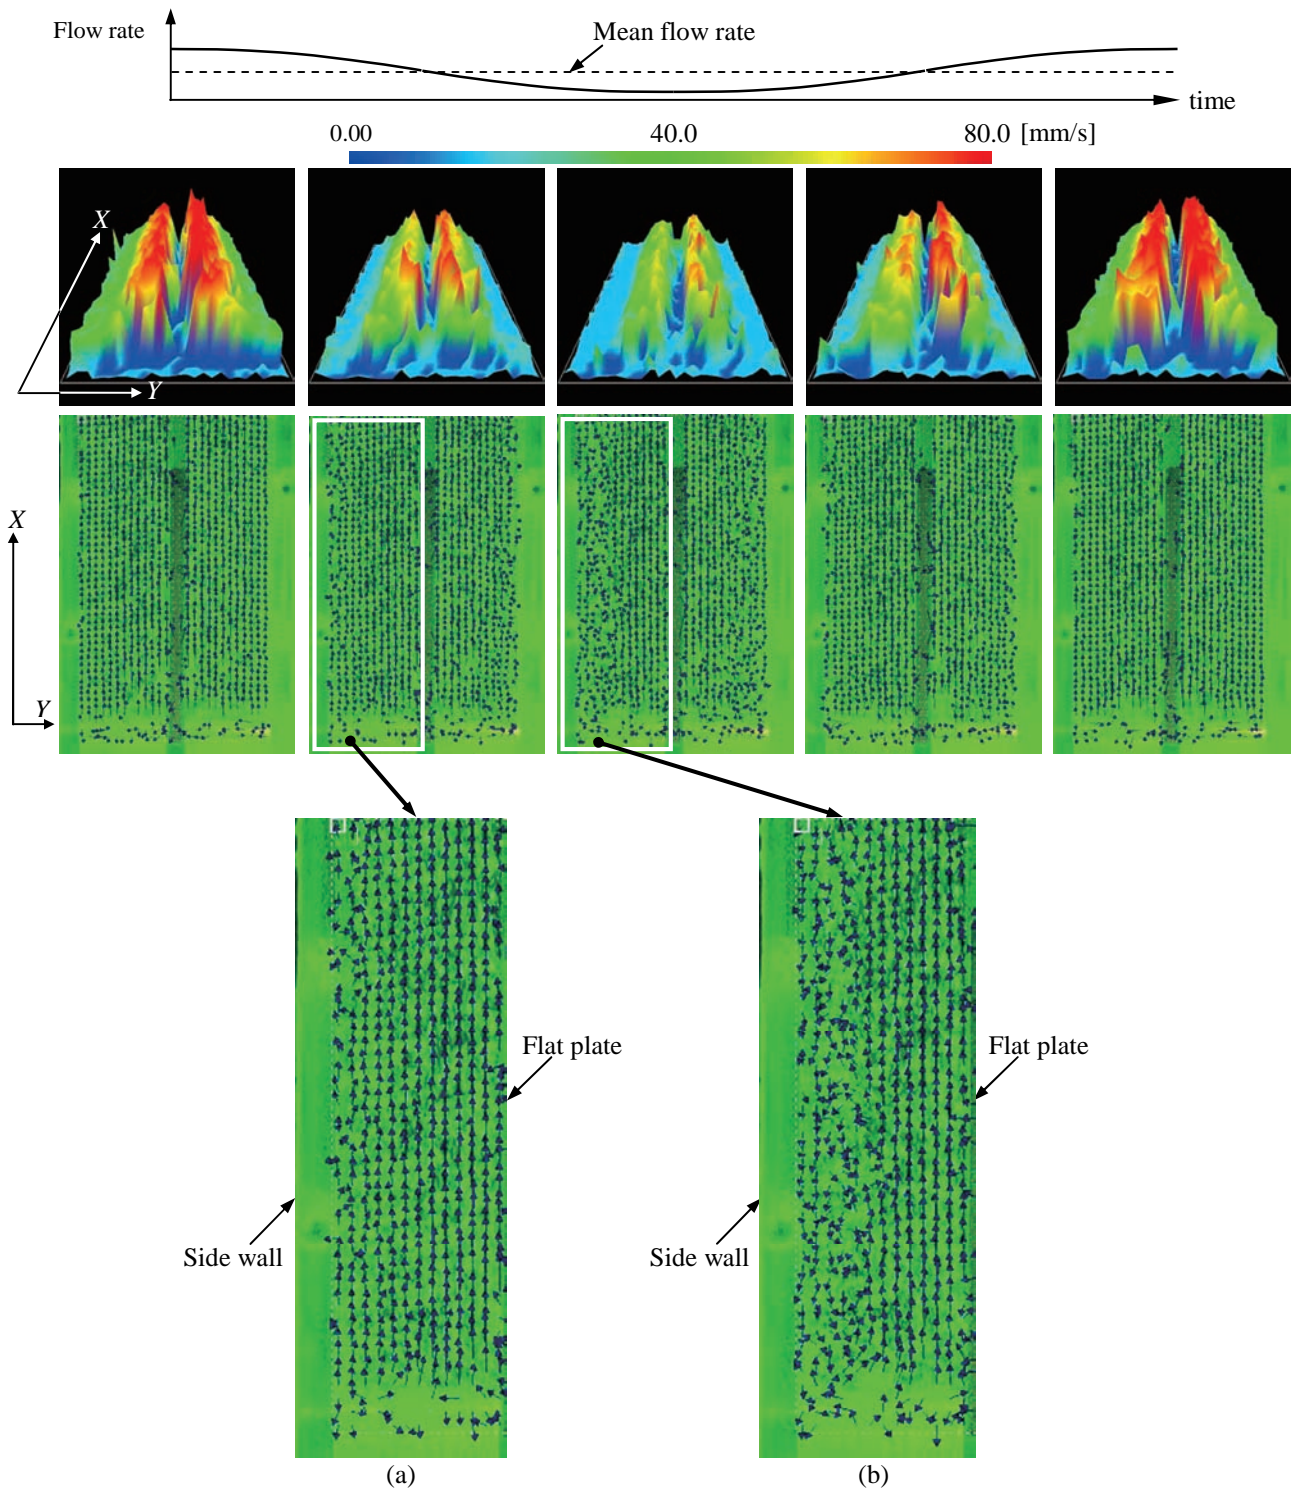 Flow rate
Mean flow rate
time
0.00 40.0 80.0 [mm/s]
X
Y
X
Y
Flat plate
Flat plate
Side wall
Side wall
(a)
(b)